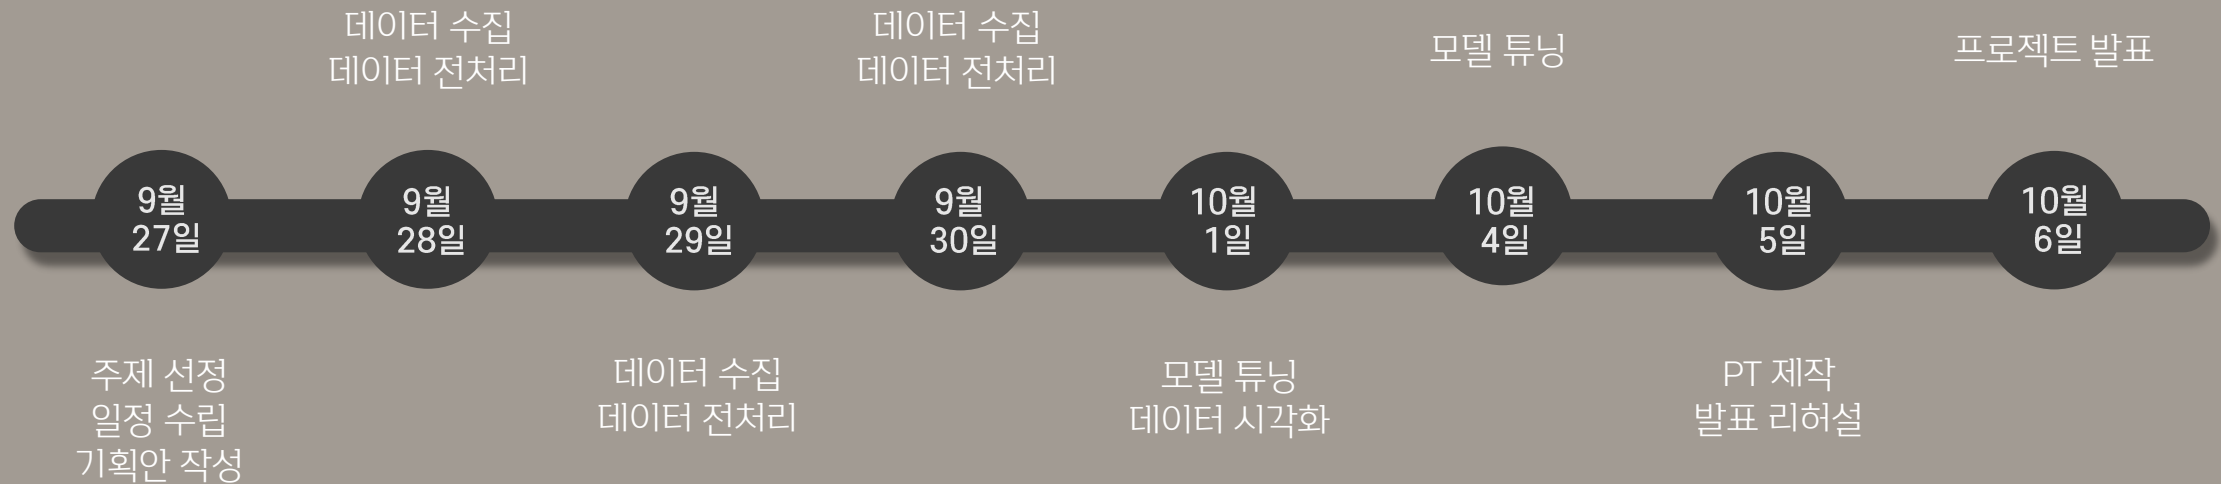 데이터 수집
데이터 전처리
데이터 수집
데이터 전처리
모델 튜닝
프로젝트 발표
9월
27일
9월
28일
9월
29일
9월
30일
10월
1일
10월
4일
10월
5일
10월
6일
주제 선정
일정 수립
기획안 작성
데이터 수집
데이터 전처리
모델 튜닝
데이터 시각화
PT 제작
발표 리허설